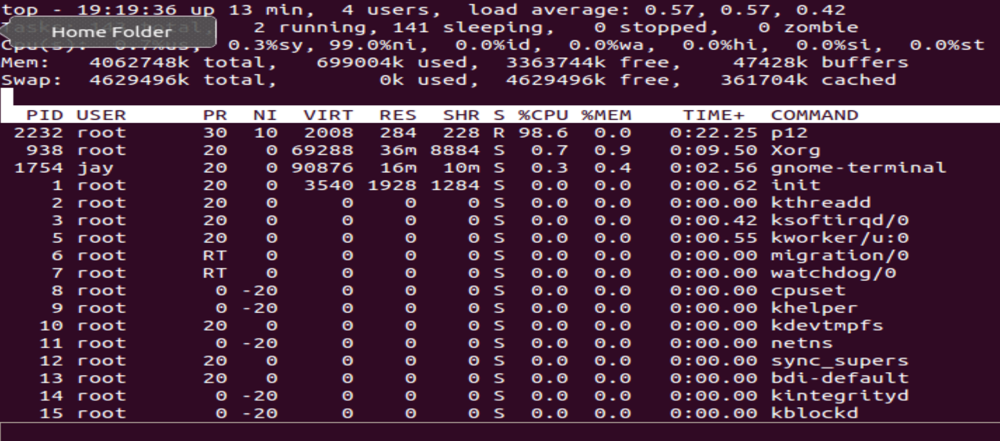 top - 19:19:36 up 13 min,  4 users,  load average: 0.57, 0.57, 0.42
Home Folder
2 running, 141 sleeping,   0 stopped,   0 zombie
0.3%sy, 99.0%ni,  0.0%id,  0.0%wa,  0.0%hi,  0.0%si,  0.0%st
Mem:   4062748k total,   699004k used,  3363744k free,    47428k buffers
Swap:  4629496k total,        0k used,  4629496k free,   361704k cached
PID USER      PR  NI  VIRT  RES  SHR S %CPU %MEM    TIME+  COMMAND
2232 root      30  10  2008  284  228 R 98.6  0.0   0:22.25 p12
938 root      20   0 69288  36m 8884 S  0.7  0.9   0:09.50 Xorg
1754 jay       20   0 90876  16m  10m S  0.3  0.4   0:02.56 gnome-terminal
1 root      20   0  3540 1928 1284 S  0.0  0.0   0:00.62 init
2 root      20   0     0    0    0 S  0.0  0.0   0:00.00 kthreadd
3 root      20   0     0    0    0 S  0.0  0.0   0:00.42 ksoftirqd/0
5 root      20   0     0    0    0 S  0.0  0.0   0:00.55 kworker/u:0
6 root      RT   0     0    0    0 S  0.0  0.0   0:00.00 migration/0
7 root      RT   0     0    0    0 S  0.0  0.0   0:00.00 watchdog/0
8 root       0 -20     0    0    0 S  0.0  0.0   0:00.00 cpuset
9 root       0 -20     0    0    0 S  0.0  0.0   0:00.00 khelper
10 root      20   0     0    0    0 S  0.0  0.0   0:00.00 kdevtmpfs
11 root       0 -20     0    0    0 S  0.0  0.0   0:00.00 netns
12 root      20   0     0    0    0 S  0.0  0.0   0:00.00 sync_supers
13 root      20   0     0    0    0 S  0.0  0.0   0:00.00 bdi-default
14 root       0 -20     0    0    0 S  0.0  0.0   0:00.00 kintegrityd
15 root       0 -20     0    0    0 S  0.0  0.0   0:00.00 kblockd